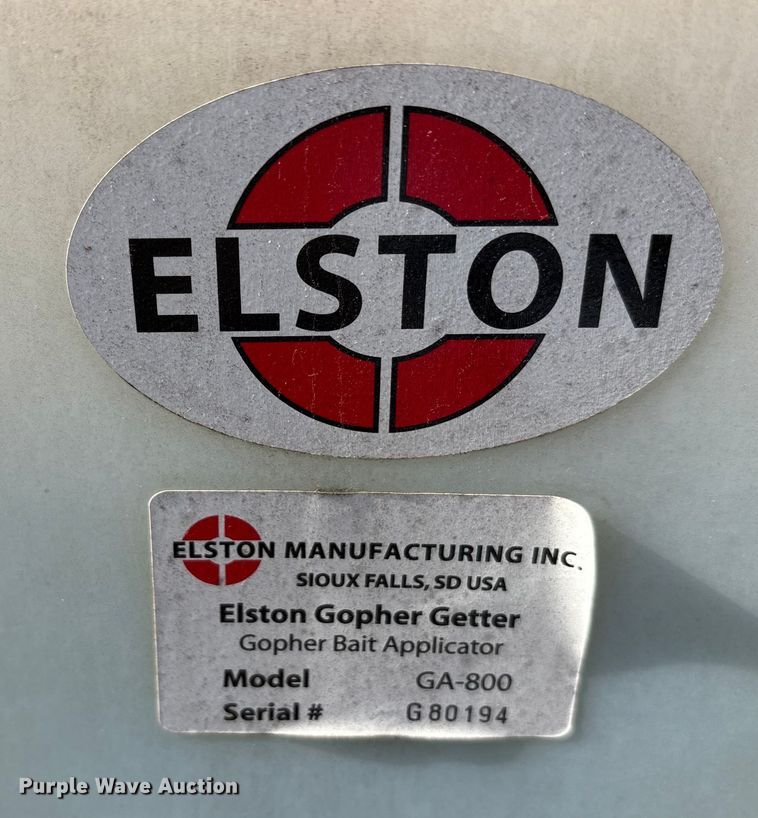 ELSTON
ELSTON MANUFACTURING INC.
SIOUX FALLS, SD USA
Elston Gopher Getter
Gopher Bait Applicator
Model GA-800
Serial # G80194
Purple Wave Auction